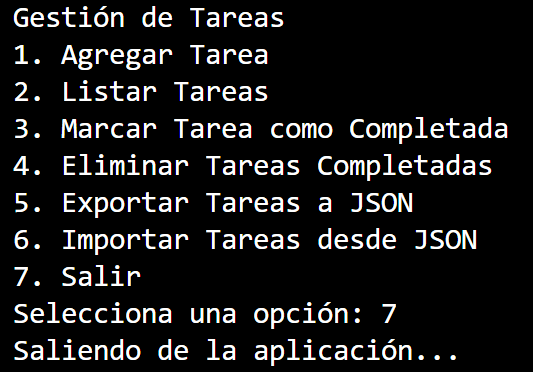 Gestión de Tareas
1. Agregar Tarea
2. Listar Tareas
3. Marcar Tarea como Completada
4. Eliminar Tareas Completadas
5. Exportar Tareas a JSON
6. Importar Tareas desde JSON
7. Salir
Selecciona una opción: 7
Saliendo de la aplicación...